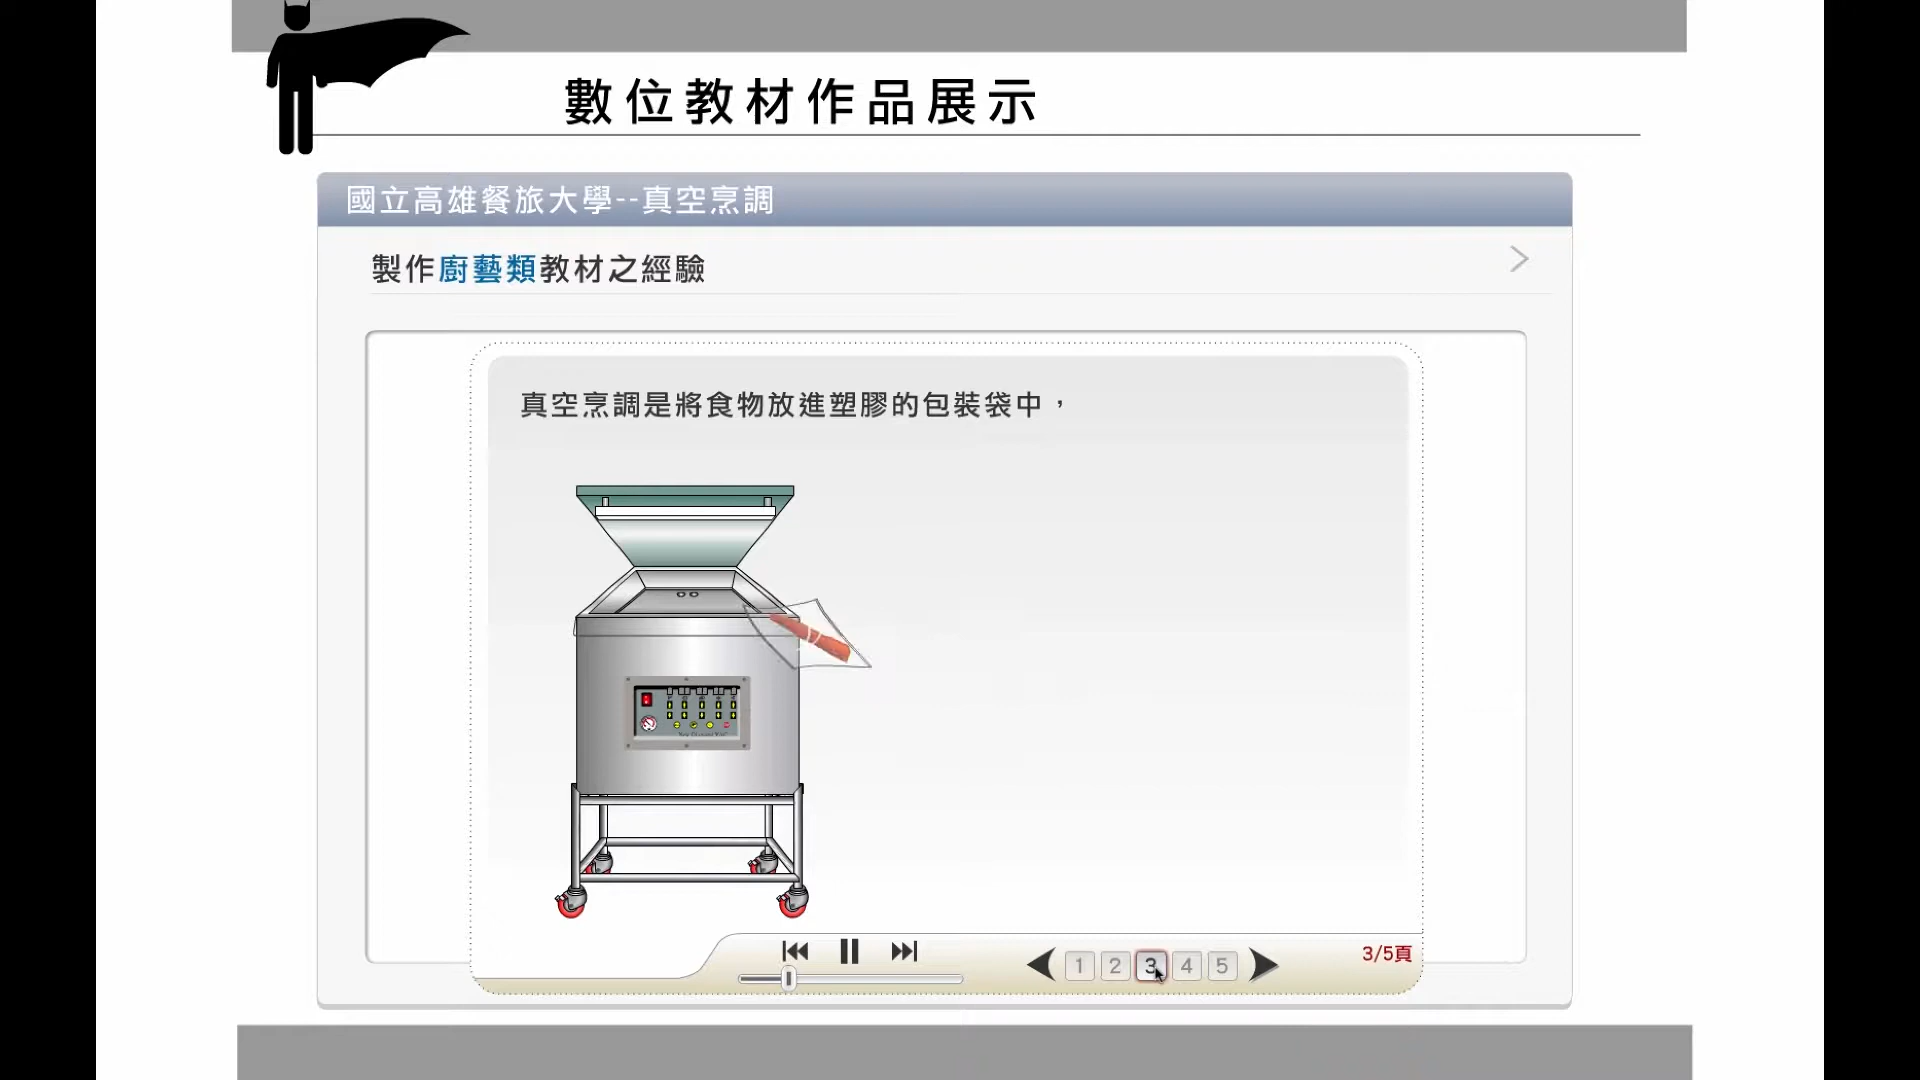 數位教材作品展示
國立高雄餐旅大學--真空烹調
製作廚藝類教材之經驗
真空烹調是將食物放進塑膠的包裝袋中，
1 2 3 4 5
3/5頁